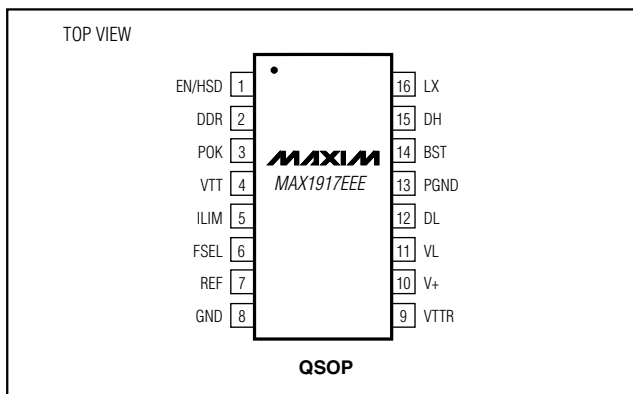 TOP VIEW
EN/HSD 1 16 LX
DDR 2 15 DH
POK 3 14 BST
MAXIM
VTT 4 MAX1917EEE 13 PGND
ILIM 5 12 DL
FSEL 6 11 VL
REF 7 10 V+
GND 8 9 VTTR
QSOP